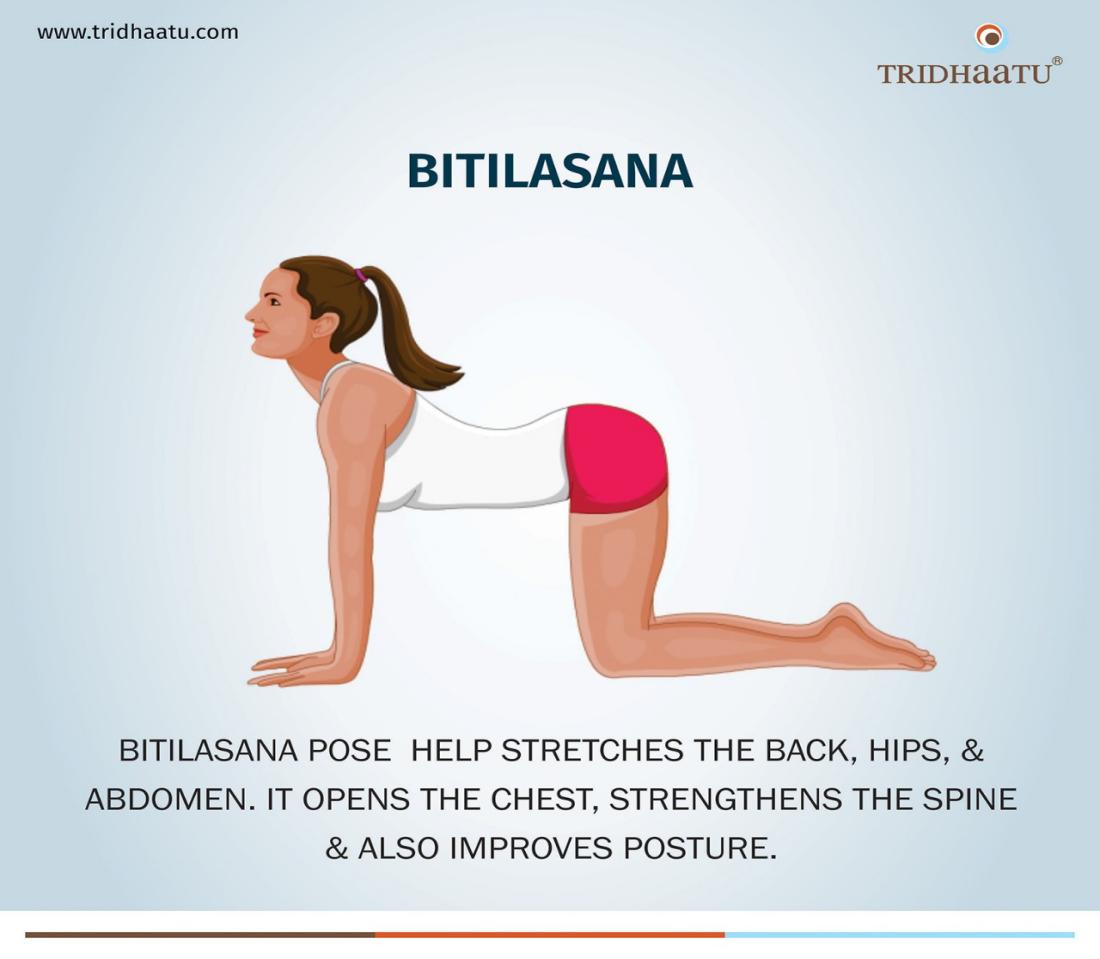 www.tridhaatu.com
TRIDHaaTU®
BITILASANA
BITILASANA POSE  HELP STRETCHES THE BACK, HIPS, &
ABDOMEN. IT OPENS THE CHEST, STRENGTHENS THE SPINE
& ALSO IMPROVES POSTURE.